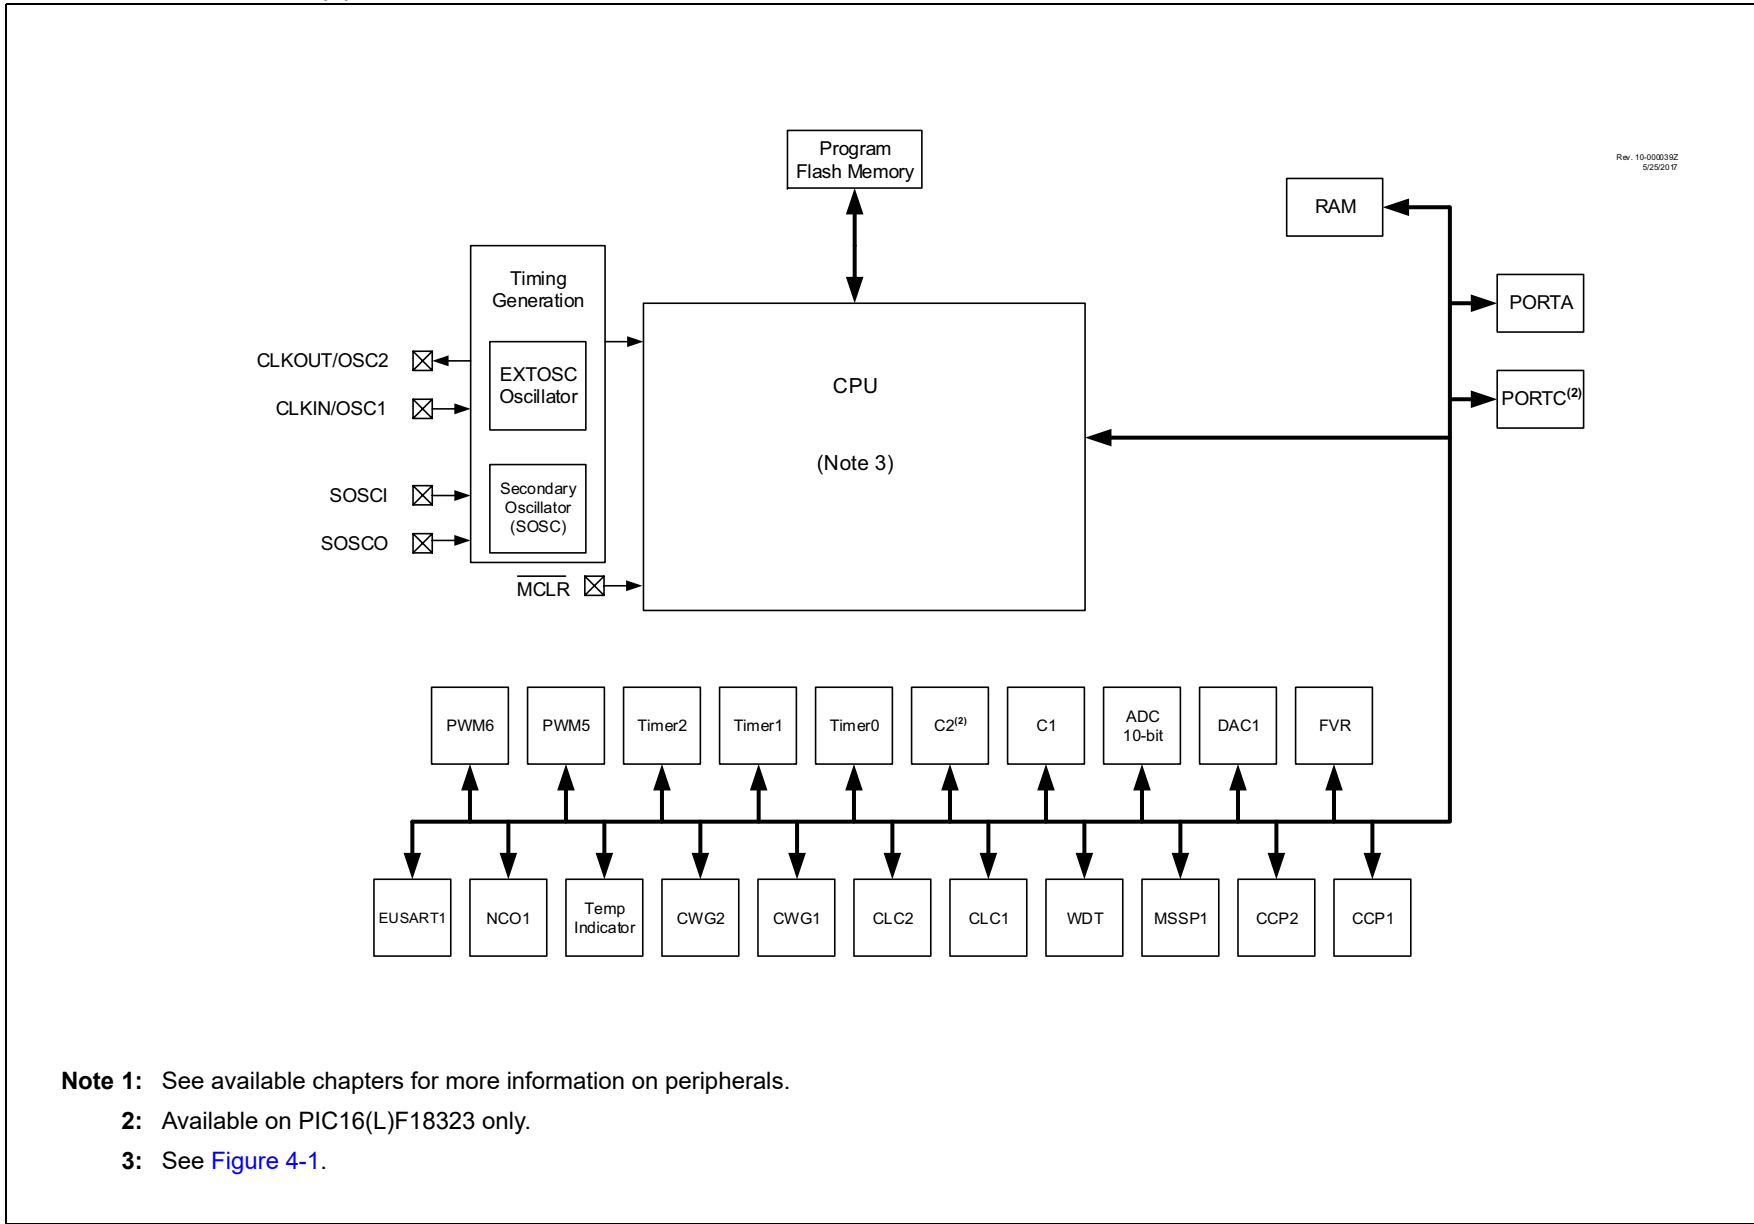 Program
Flash Memory
Rev. 10-000039Z
5/25/2017
RAM
Timing
Generation
PORTA
CLKOUT/OSC2
EXTOSC
Oscillator
CPU
PORTC(2)
CLKIN/OSC1
(Note 3)
SOSCI
Secondary
Oscillator
(SOSC)
SOSCO
MCLR
PWM6
PWM5
Timer2
Timer1
Timer0
C2(2)
C1
ADC
10-bit
DAC1
FVR
EUSART1
NCO1
Temp
Indicator
CWG2
CWG1
CLC2
CLC1
WDT
MSSP1
CCP2
CCP1
Note 1: See available chapters for more information on peripherals.
2: Available on PIC16(L)F18323 only.
3: See Figure 4-1.